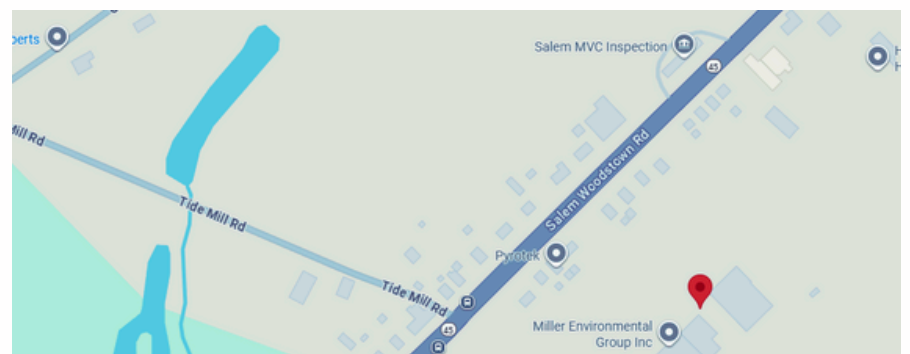 perts
Salem MVC Inspection
45
H
H
Mill Rd
Salem Woodstown Rd
Tide Mill Rd
Pyrotek
Tide Mill Rd
45
Miller Environmental
Group Inc